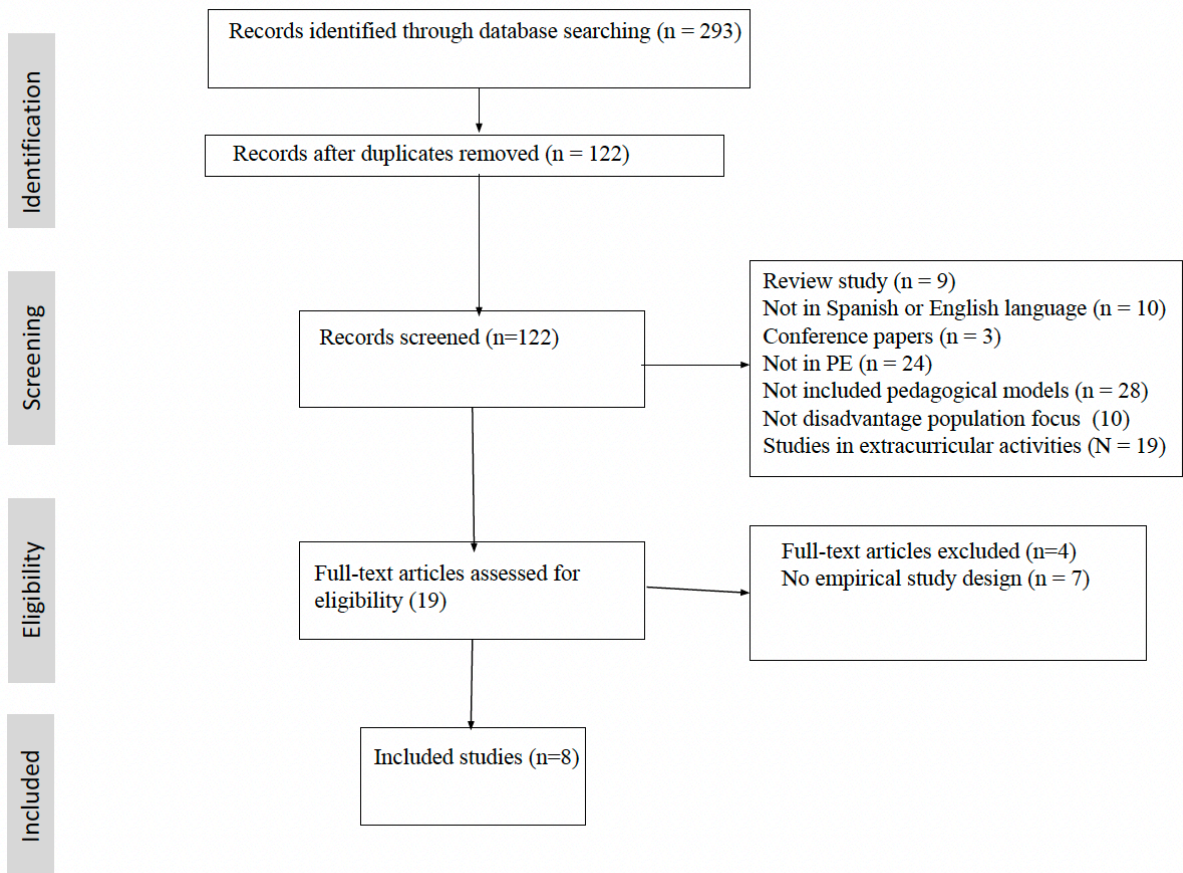 Identification
Records identified through database searching (n = 293)
Records after duplicates removed (n = 122)
Screening
Records screened (n=122)
Review study (n = 9)
Not in Spanish or English language (n = 10)
Conference papers (n = 3)
Not in PE (n = 24)
Not included pedagogical models (n = 28)
Not disadvantage population focus (10)
Studies in extracurricular activities (N = 19)
Eligibility
Full-text articles assessed for
eligibility (19)
Full-text articles excluded (n=4)
No empirical study design (n = 7)
Included
Included studies (n=8)